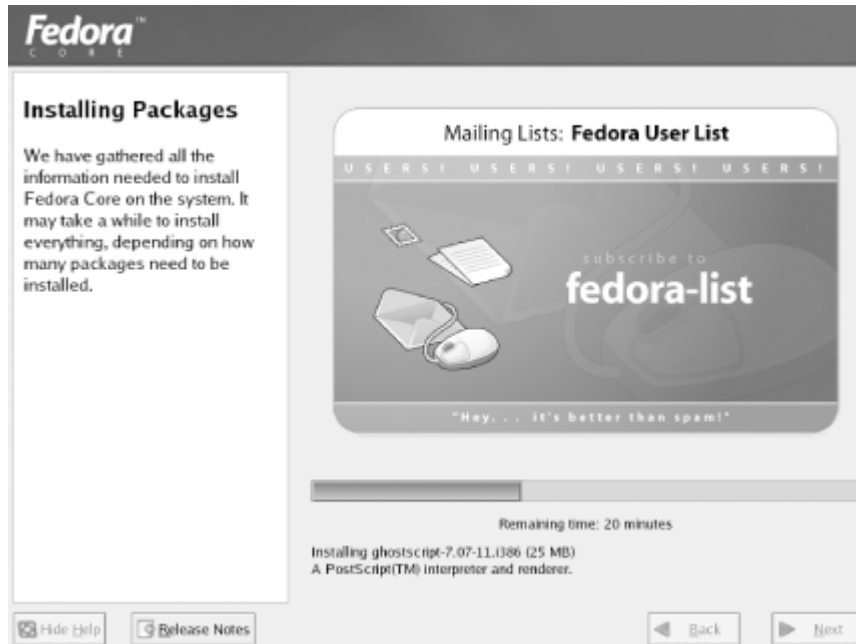 Fedora™
CORE
Installing Packages
We have gathered all the
information needed to install
Fedora Core on the system. It
may take a while to install
everything, depending on how
many packages need to be
installed.
Mailing Lists: Fedora User List
USERS! USERS! USERS! USERS!
subscribe to
fedora-list
"Hey... it's better than spam!"
Remaining time: 20 minutes
Installing ghostscript-7.07-11.i386 (25 MB)
A PostScript(TM) interpreter and renderer.
Hide Help
Release Notes
Back
Next